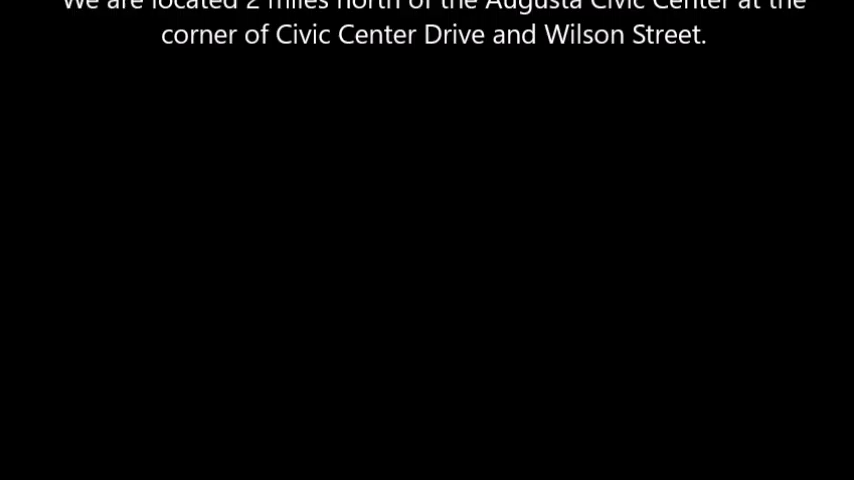 We are located 2 miles north of the Augusta Civic Center at the
corner of Civic Center Drive and Wilson Street.